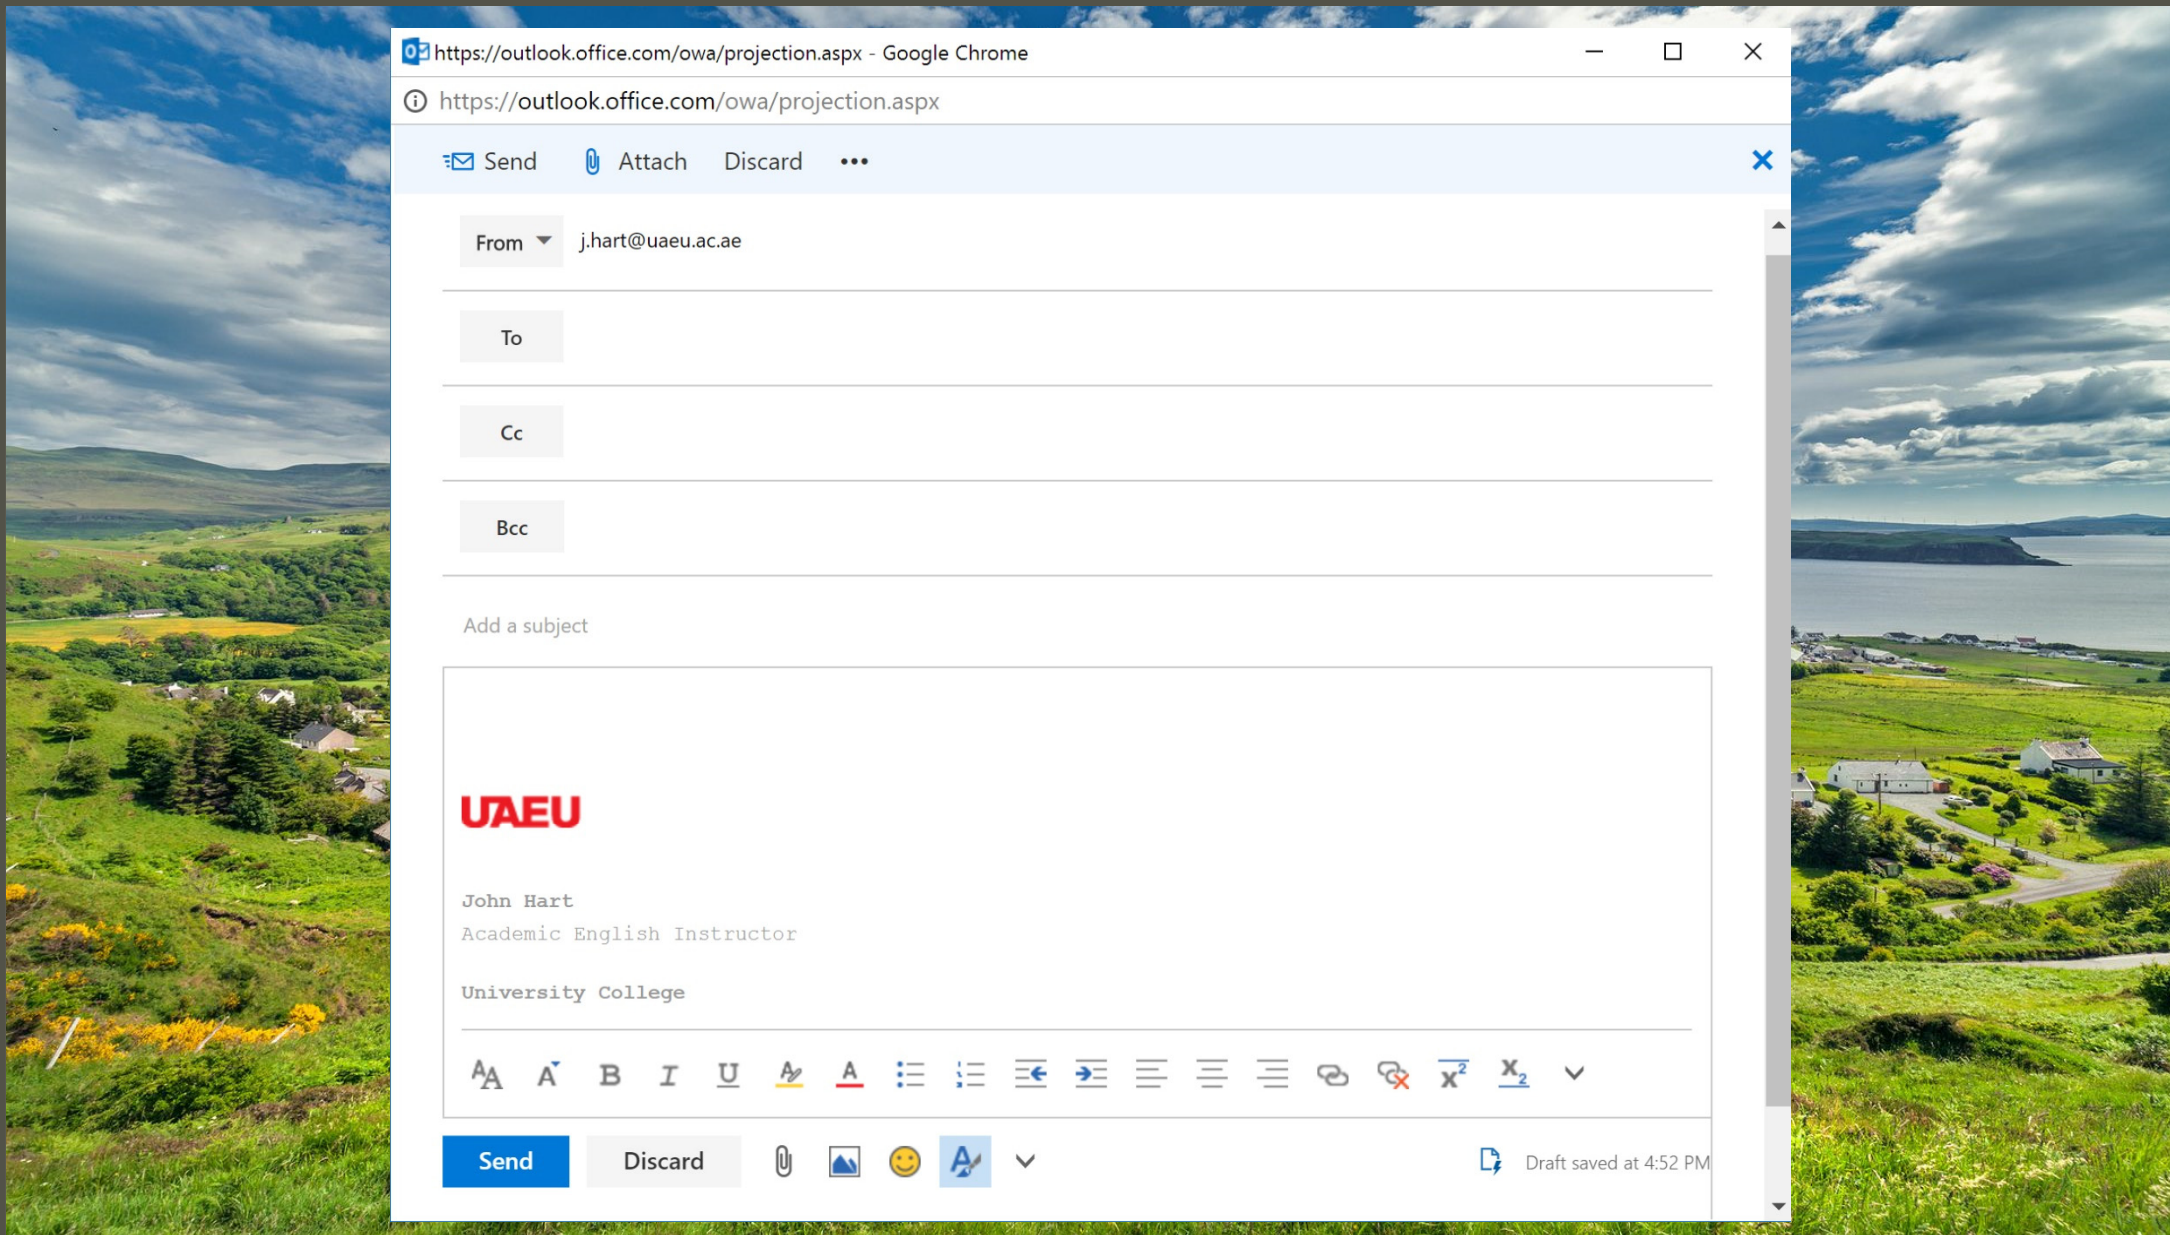 https://outlook.office.com/owa/projection.aspx - Google Chrome
https://outlook.office.com/owa/projection.aspx
Send Attach Discard •••
From j.hart@uaeu.ac.ae
To
Cc
Bcc
Add a subject
UAEU
John Hart
Academic English Instructor
University College
Send Discard Draft saved at 4:52 PM